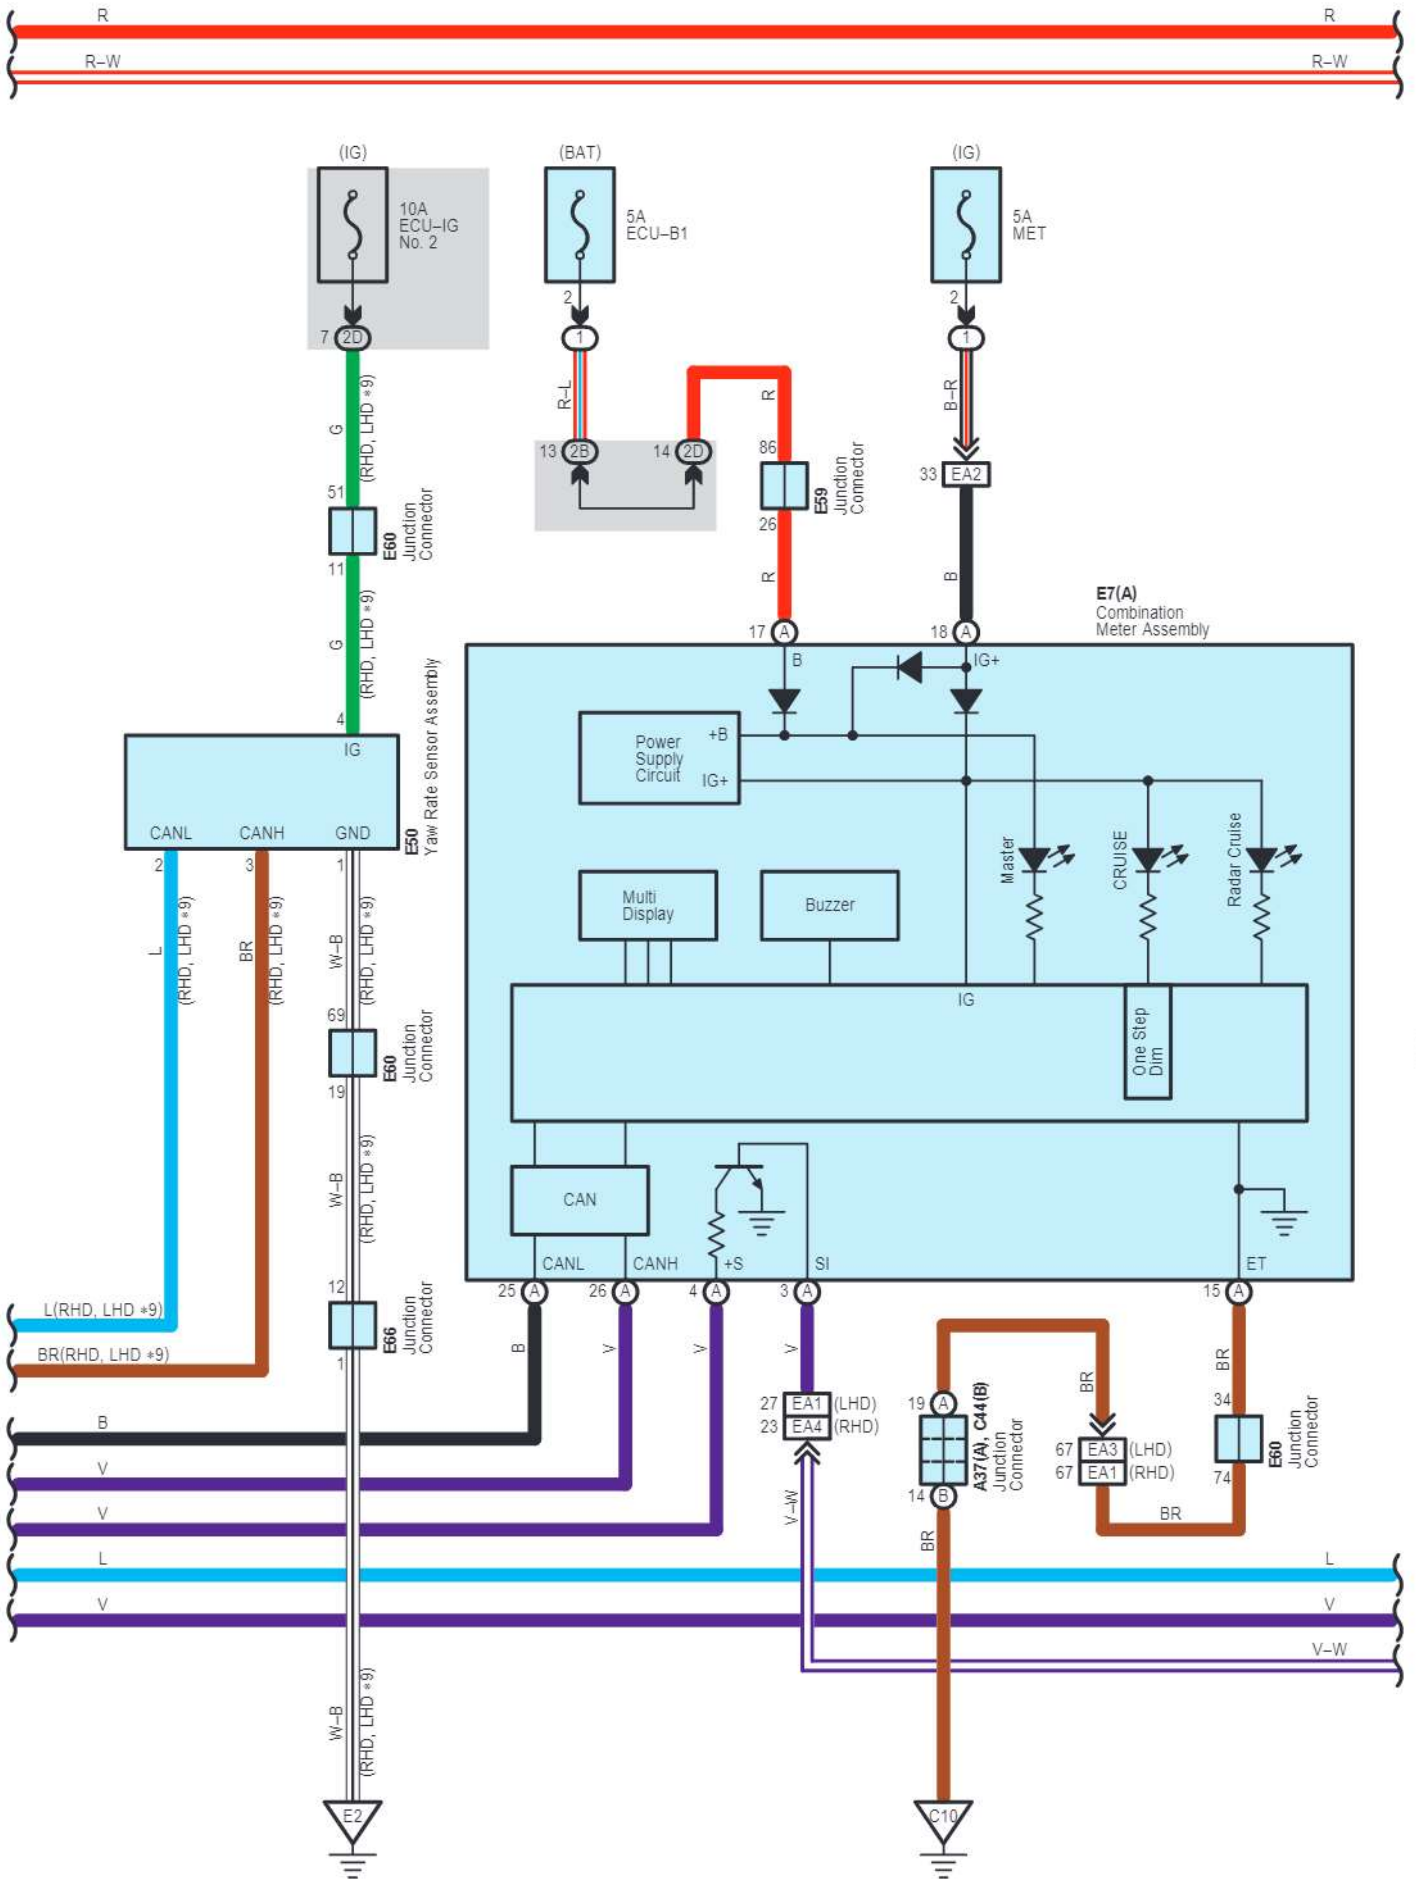 R
R
R–W
R–W
(IG)
(BAT)
(IG)
10A
ECU–IG
No. 2
5A
ECU–B1
5A
MET
7
2D
2
1
2
1
G
(RHD, LHD *9)
R–L
R
B–R
13
2B
14
2D
86
33
EA2
51
E60
Junction
Connector
11
E59
Junction
Connector
26
R
B
G
(RHD, LHD *9)
E7(A)
Combination
Meter Assembly
17
A
18
A
B
IG+
4
IG
E50
Yaw Rate Sensor Assembly
CANL
CANH
GND
Power
Supply
Circuit
+B
IG+
2
3
1
Master
CRUISE
Radar Cruise
L
(RHD, LHD *9)
BR
(RHD, LHD *9)
W–B
(RHD, LHD *9)
Multi
Display
Buzzer
IG
One Step
Dim
69
E60
Junction
Connector
19
W–B
(RHD, LHD *9)
CAN
CANL
CANH
+S
SI
ET
25
A
26
A
4
A
3
A
15
A
12
E66
Junction
Connector
1
L(RHD, LHD *9)
BR(RHD, LHD *9)
B
V
V
V
BR
BR
27
EA1
(LHD)
23
EA4
(RHD)
19
A
A37(A), C44(B)
Junction
Connector
14
B
67
EA3
(LHD)
67
EA1
(RHD)
34
E60
Junction
Connector
74
B
V
V
V–W
BR
BR
L
L
V
V
V–W
W–B
(RHD, LHD *9)
E2
C10